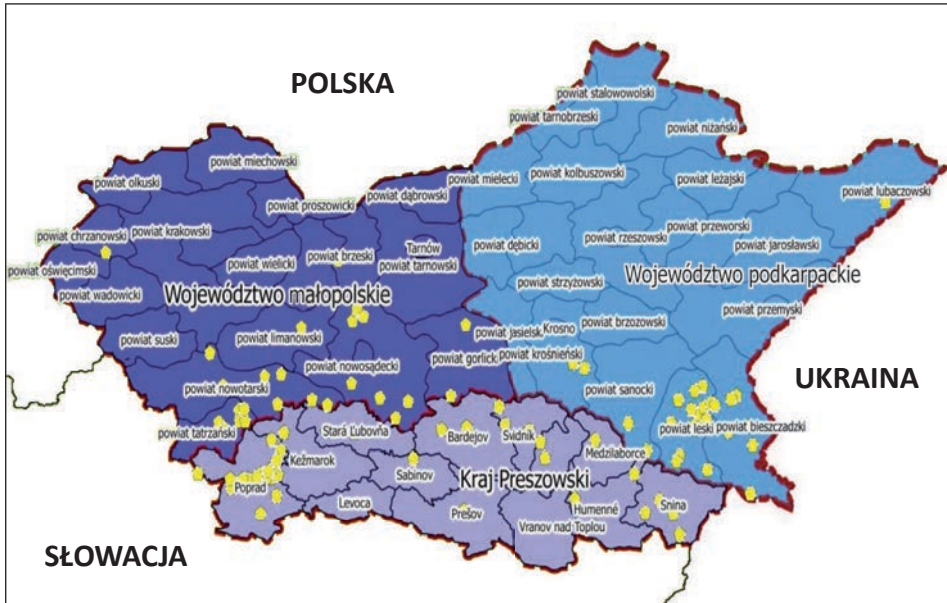 POLSKA
powiat stalowowolski
powiat tarnobrzeski
powiat niżański
powiat miechowski
powiat olkuski
powiat mielecki
powiat kolbuszowski
powiat leżajski
powiat dąbrowski
powiat lubaczowski
powiat proszowicki
powiat chrzanowski
powiat krakowski
powiat rzeszowski
powiat przeworski
powiat dębicki
powiat jarosławski
Tarnów
powiat brzeski
powiat wielicki
powiat tarnowski
powiat oświęcimski
Województwo podkarpackie
powiat strzyżowski
powiat wadowicki
Województwo małopolskie
powiat przemyski
powiat brzozowski
Krosno
powiat jasielsk
powiat suski
powiat limanowski
powiat gorlick
powiat krośnieński
powiat nowosądecki
powiat nowotarski
powiat sanocki
UKRAINA
powiat leski
powiat bieszczadzki
powiat tatrzański
Stará Ľubovňa
Bardejov
Svidník
Medzilaborce
Kežmarok
Sabinov
Kraj Preszowski
Poprad
Levoca
Prešov
Humenné
Snina
Vranov nad Toplou
SŁOWACJA